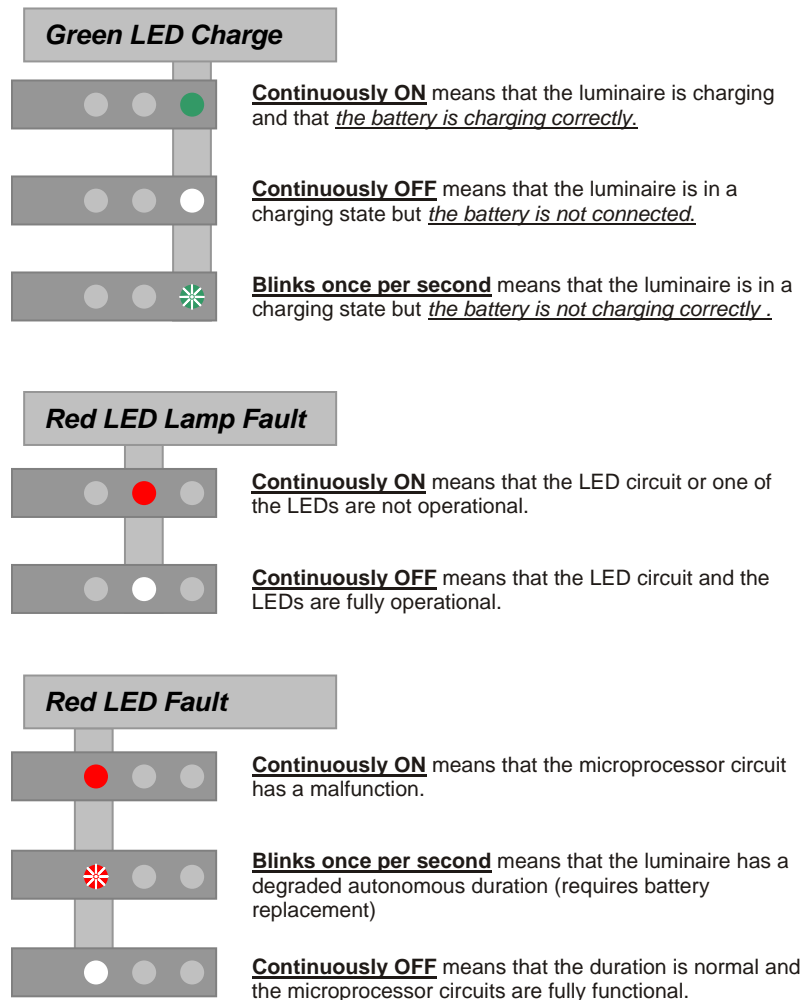 Green LED Charge
Continuously ON means that the luminaire is charging
and that the battery is charging correctly.
Continuously OFF means that the luminaire is in a
charging state but the battery is not connected.
Blinks once per second means that the luminaire is in a
charging state but the battery is not charging correctly .
Red LED Lamp Fault
Continuously ON means that the LED circuit or one of
the LEDs are not operational.
Continuously OFF means that the LED circuit and the
LEDs are fully operational.
Red LED Fault
Continuously ON means that the microprocessor circuit
has a malfunction.
Blinks once per second means that the luminaire has a
degraded autonomous duration (requires battery
replacement)
Continuously OFF means that the duration is normal and
the microprocessor circuits are fully functional.